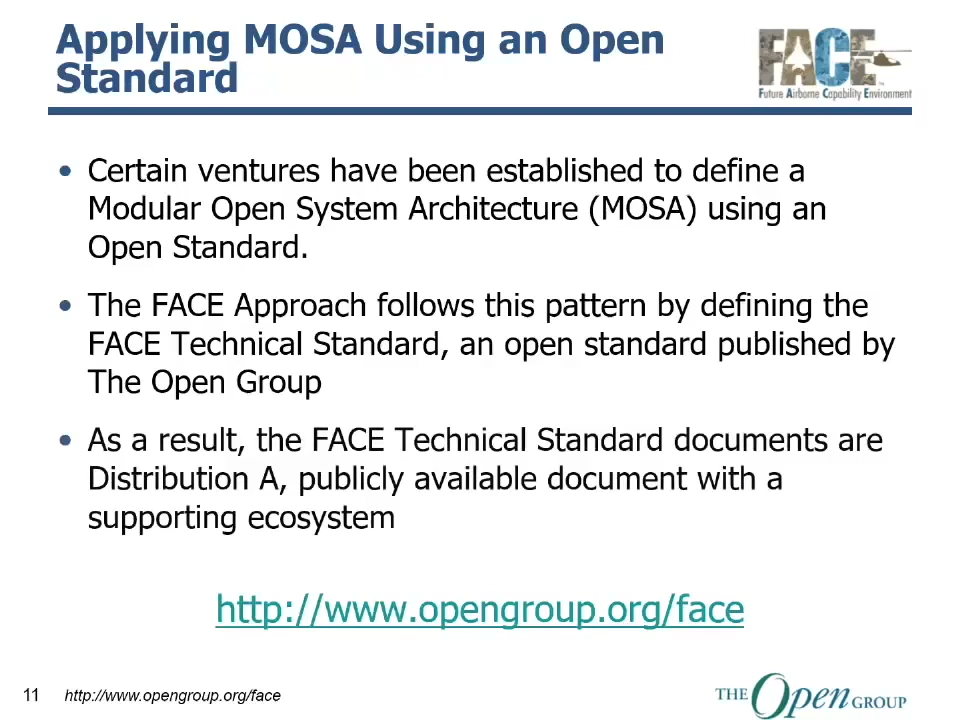 Applying MOSA Using an Open
Standard
FACE
Future Airborne Capability Environment
• Certain ventures have been established to define a
Modular Open System Architecture (MOSA) using an
Open Standard.
• The FACE Approach follows this pattern by defining the
FACE Technical Standard, an open standard published by
The Open Group
• As a result, the FACE Technical Standard documents are
Distribution A, publicly available document with a
supporting ecosystem
http://www.opengroup.org/face
11 http://www.opengroup.org/face
THE Open GROUP